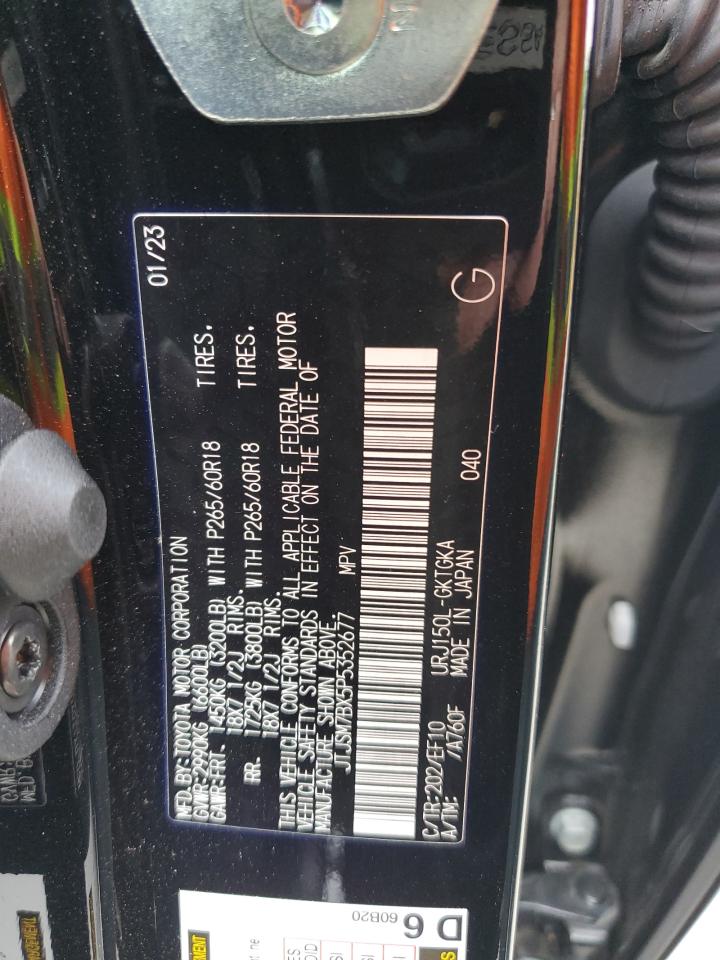 01/23
MFD.BY:TOYOTA MOTOR CORPORATION
GVWR:2990KG (6600LB)
GAWR:FRT. 1450KG (3200LB) WITH P265/60R18 TIRES.
18X7 1/2J RIMS.
RR. 1725KG (3800LB) WITH P265/60R18 TIRES.
18X7 1/2J RIMS.
THIS VEHICLE CONFORMS TO ALL APPLICABLE FEDERAL MOTOR
VEHICLE SAFETY STANDARDS IN EFFECT ON THE DATE OF
MANUFACTURE SHOWN ABOVE.
JTJSM7BX5P5352677 MPV
C/TR:202/EF10 URJ150L-GKTGKA 040
A/TM: /A760F MADE IN JAPAN
G
D 6
60B20